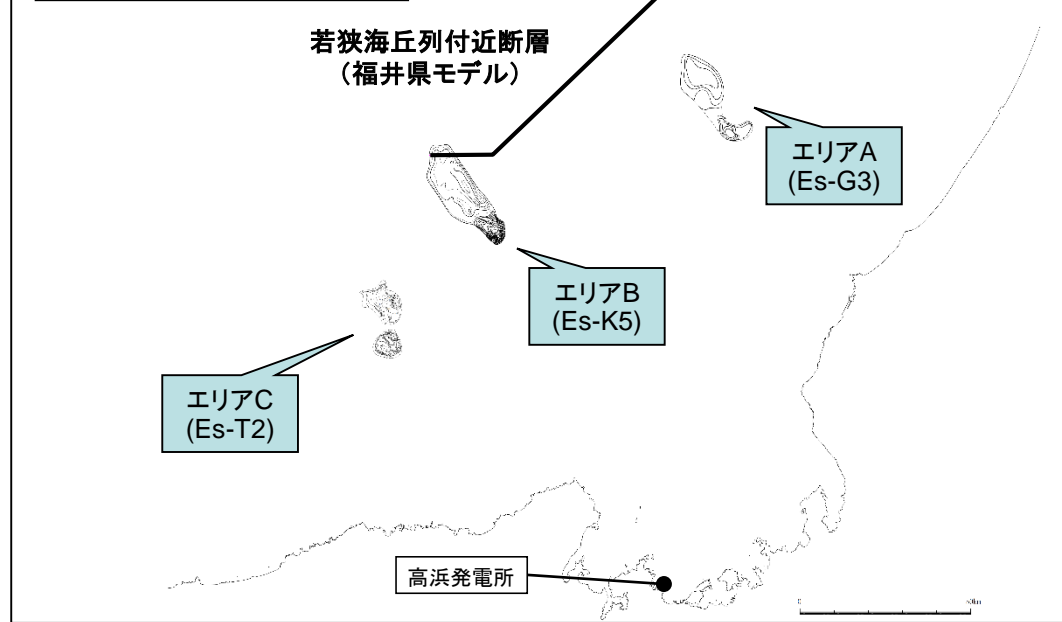 若狭海丘列付近断層
(福井県モデル)
エリアA
(Es-G3)
エリアB
(Es-K5)
エリアC
(Es-T2)
高浜発電所
0